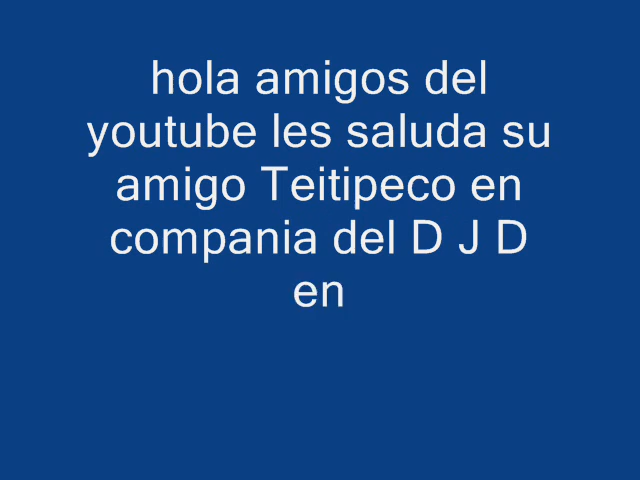 hola amigos del
youtube les saluda su
amigo Teitipeco en
compania del D J D
en